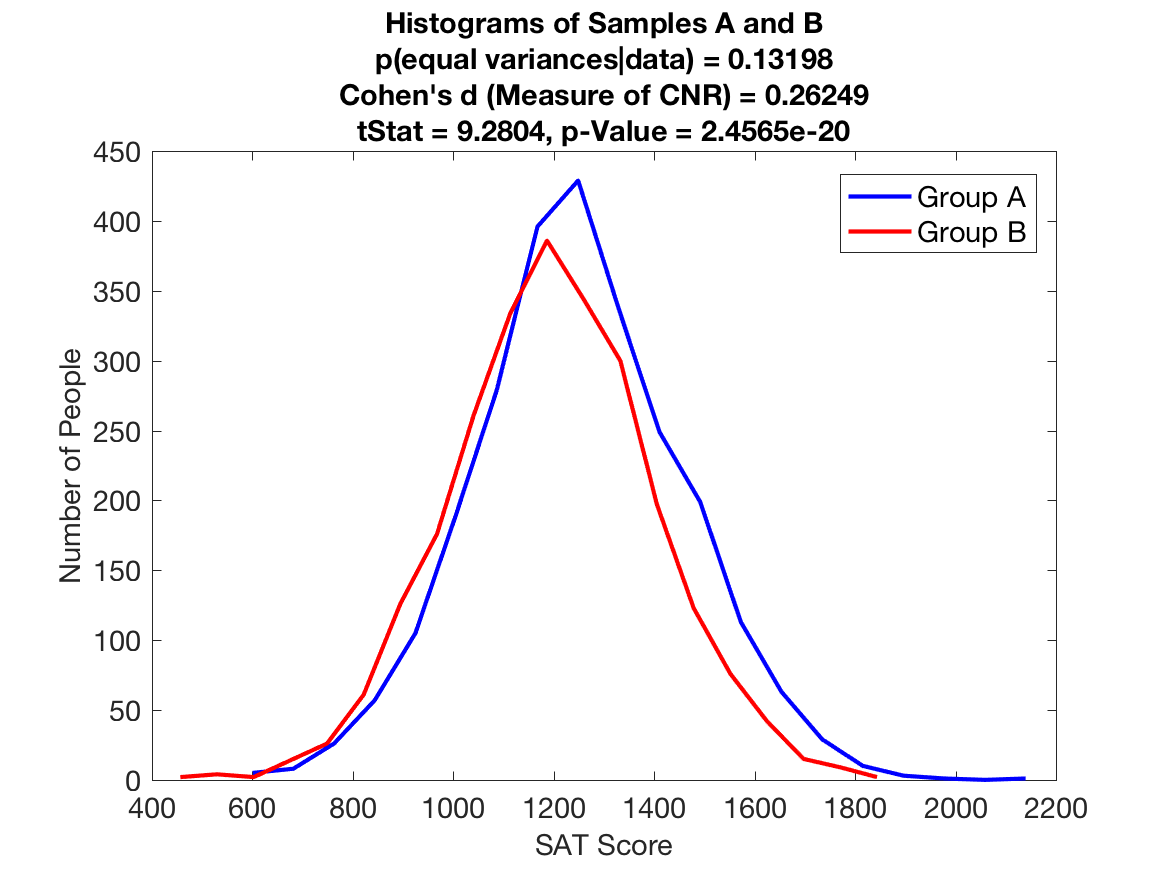 Histograms of Samples A and B
p(equal variances|data) = 0.13198
Cohen's d (Measure of CNR) = 0.26249
tStat = 9.2804, p-Value = 2.4565e-20
450
400
350
300
250
200
150
100
50
0
Number of People
Group A
Group B
400 600 800 1000 1200 1400 1600 1800 2000 2200
SAT Score